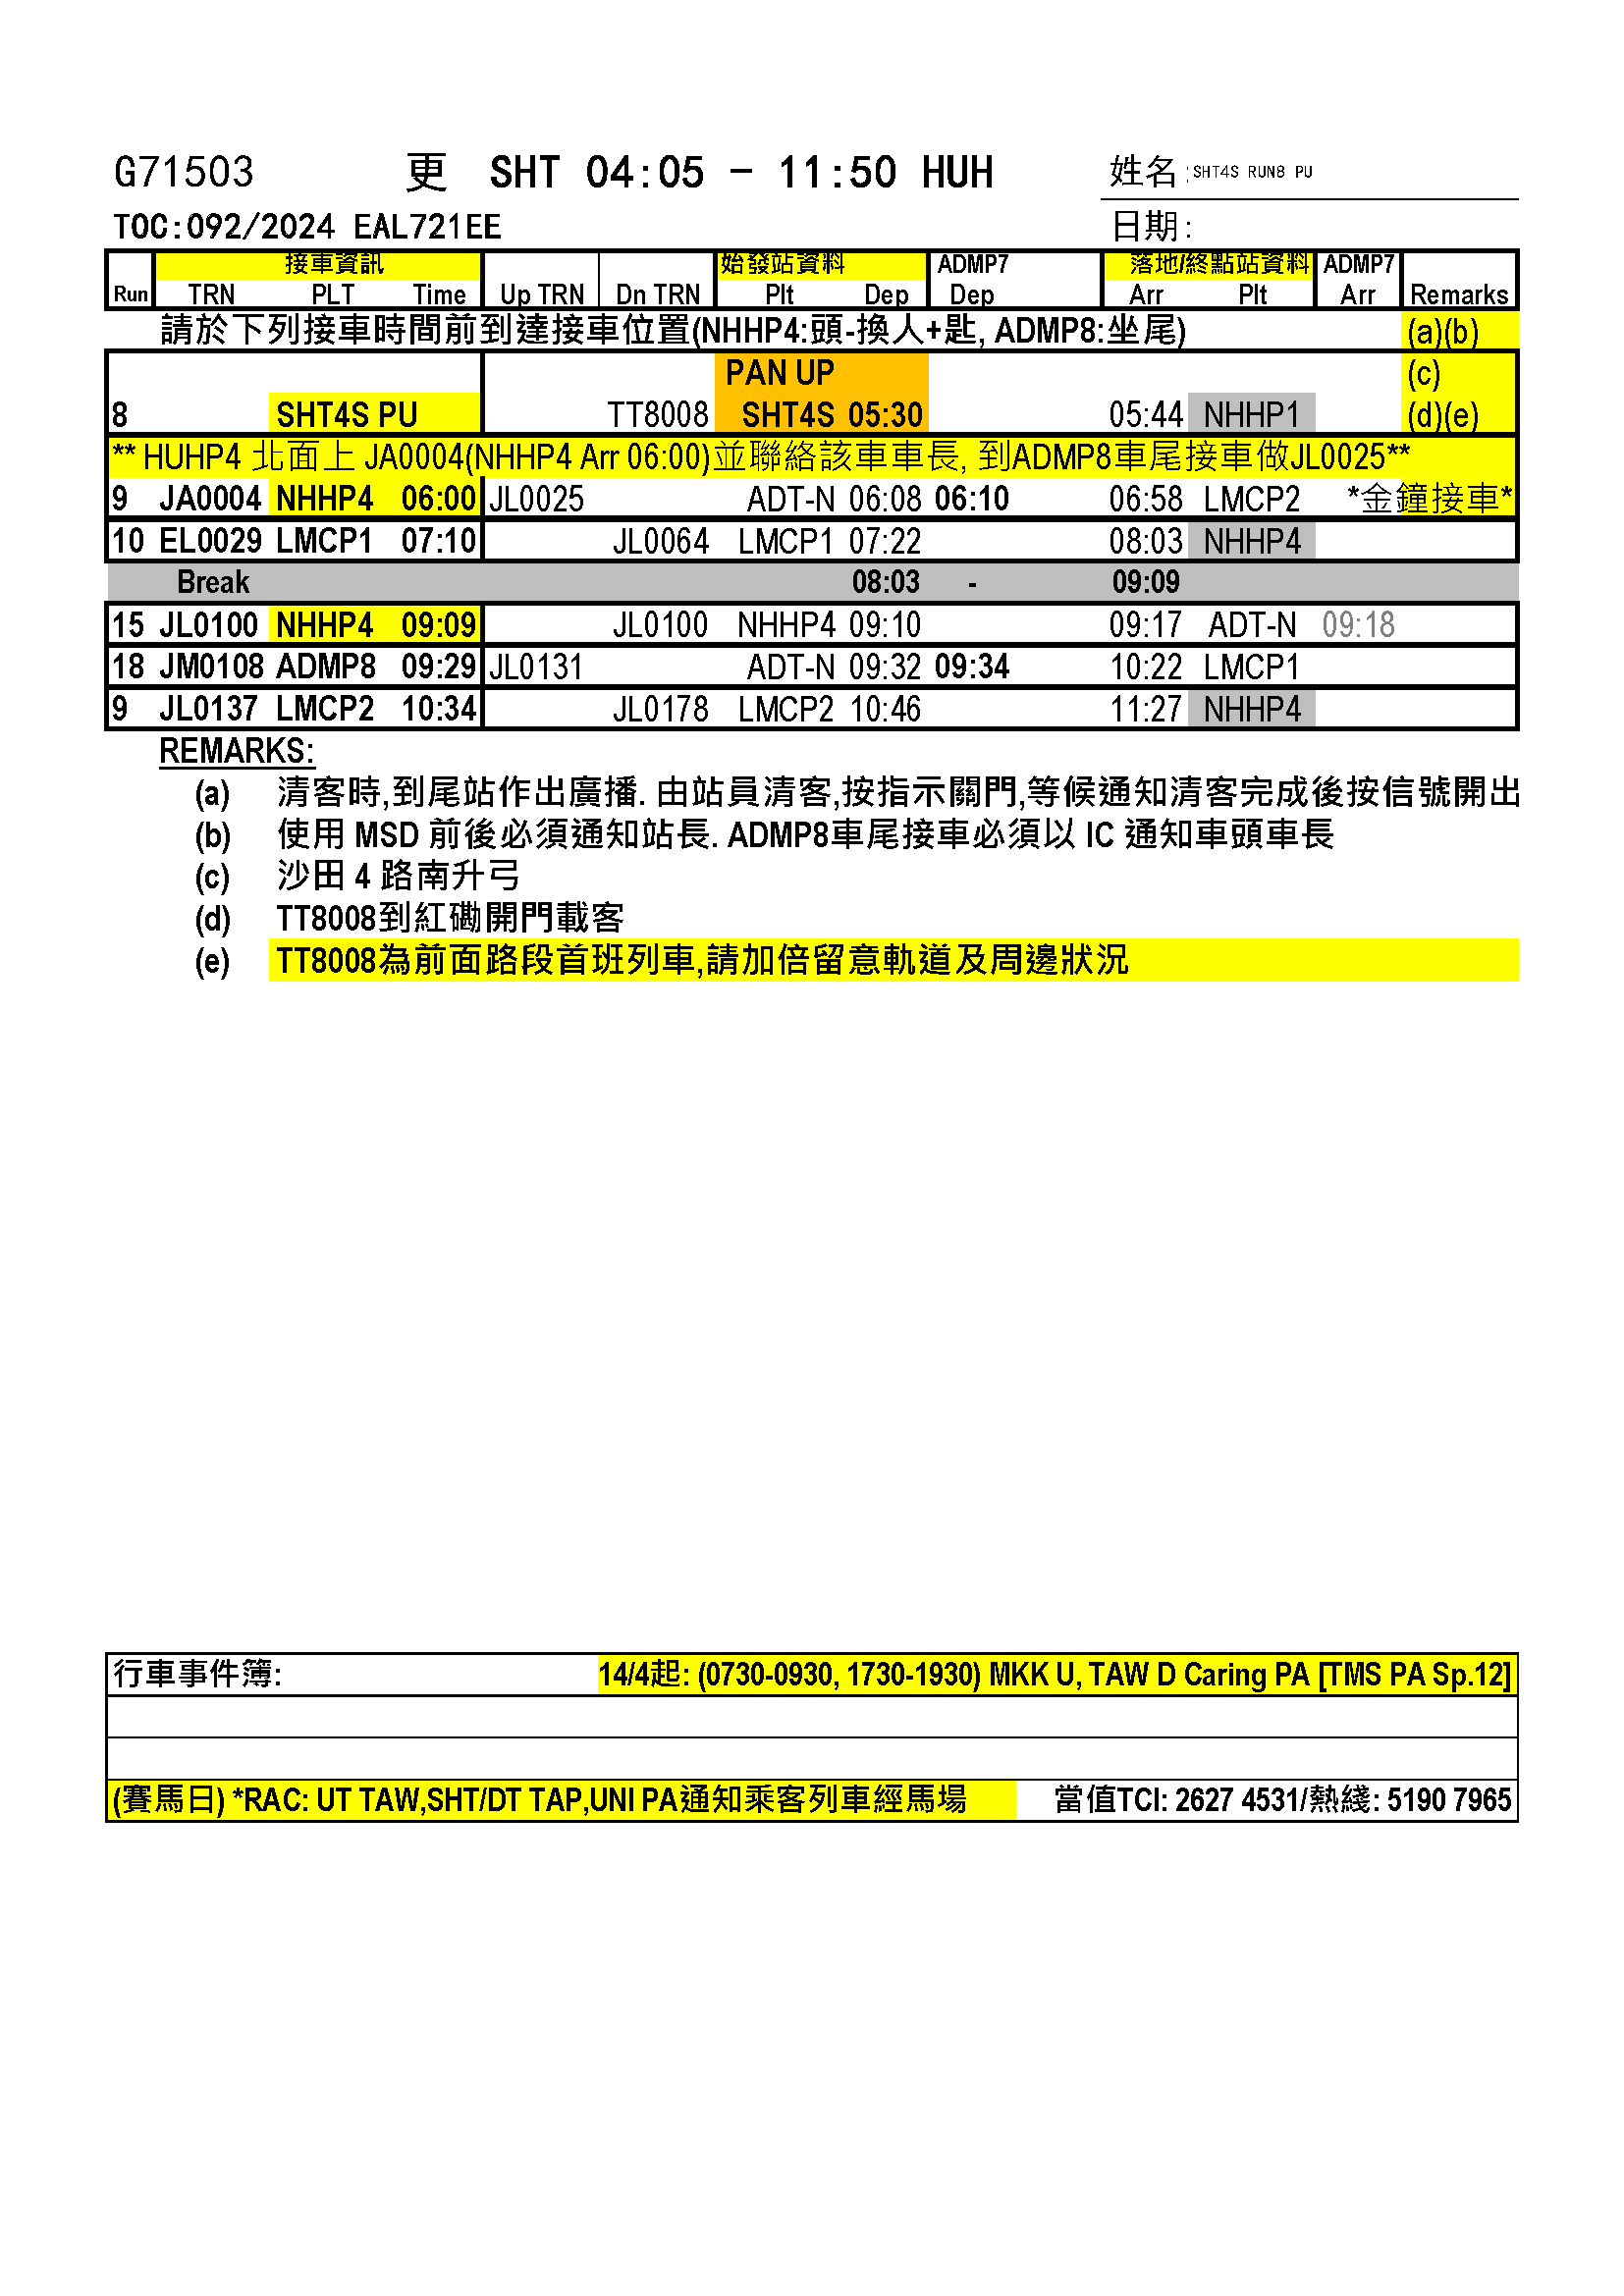 G71503 更 SHT 04:05 - 11:50 HUH 姓名:SHT4S RUN8 PU
TOC:092/2024 EAL721EE 日期:
接車資訊 始發站資料 ADMP7 落地/終點站資料 ADMP7
Run TRN PLT Time Up TRN Dn TRN Plt Dep Dep Arr Plt Arr Remarks
請於下列接車時間前到達接車位置(NHHP4:頭-換人+匙, ADMP8:坐尾) (a)(b)
PAN UP (c)
8 SHT4S PU TT8008 SHT4S 05:30 05:44 NHHP1 (d)(e)
** HUHP4 北面上 JA0004(NHHP4 Arr 06:00)並聯絡該車車長, 到ADMP8車尾接車做JL0025**
9 JA0004 NHHP4 06:00 JL0025 ADT-N 06:08 06:10 06:58 LMCP2 *金鐘接車*
10 EL0029 LMCP1 07:10 JL0064 LMCP1 07:22 08:03 NHHP4
Break 08:03 - 09:09
15 JL0100 NHHP4 09:09 JL0100 NHHP4 09:10 09:17 ADT-N 09:18
18 JM0108 ADMP8 09:29 JL0131 ADT-N 09:32 09:34 10:22 LMCP1
9 JL0137 LMCP2 10:34 JL0178 LMCP2 10:46 11:27 NHHP4
REMARKS:
(a) 清客時,到尾站作出廣播. 由站員清客,按指示關門,等候通知清客完成後按信號開出
(b) 使用 MSD 前後必須通知站長. ADMP8車尾接車必須以 IC 通知車頭車長
(c) 沙田 4 路南升弓
(d) TT8008到紅磡開門載客
(e) TT8008為前面路段首班列車,請加倍留意軌道及周邊狀況
行車事件簿: 14/4起: (0730-0930, 1730-1930) MKK U, TAW D Caring PA [TMS PA Sp.12]
(賽馬日) *RAC: UT TAW,SHT/DT TAP,UNI PA通知乘客列車經馬場 當值TCI: 2627 4531/熱綫: 5190 7965